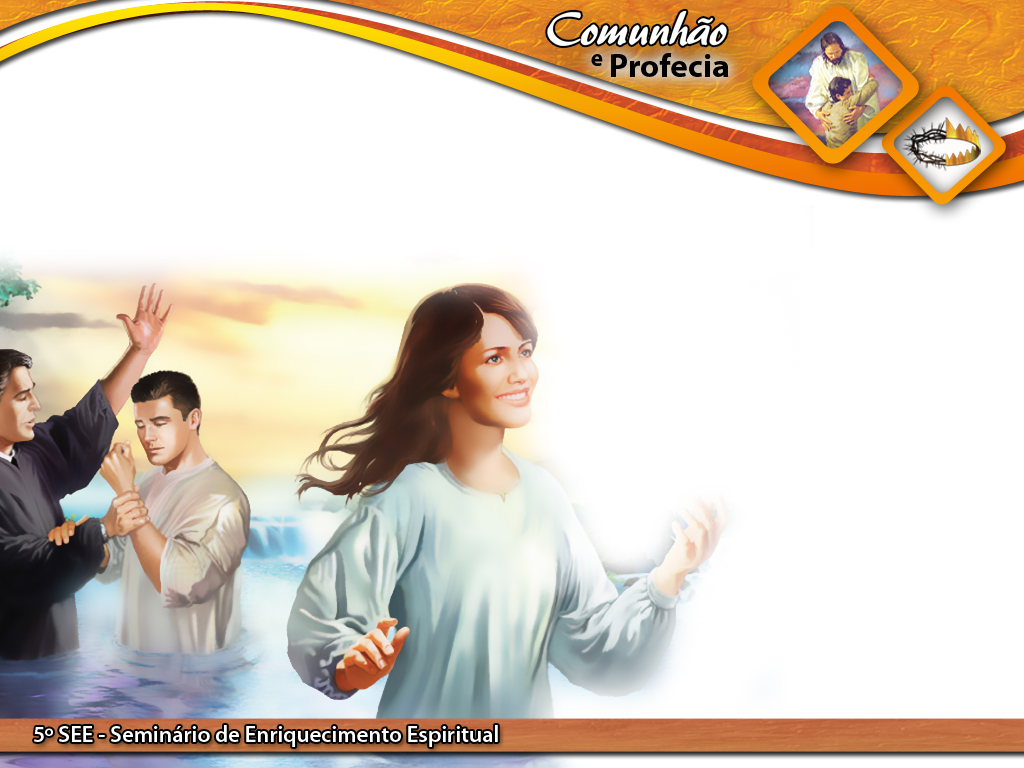 Comunhão
e Profecia
5º SEE - Seminário de Enriquecimento Espiritual